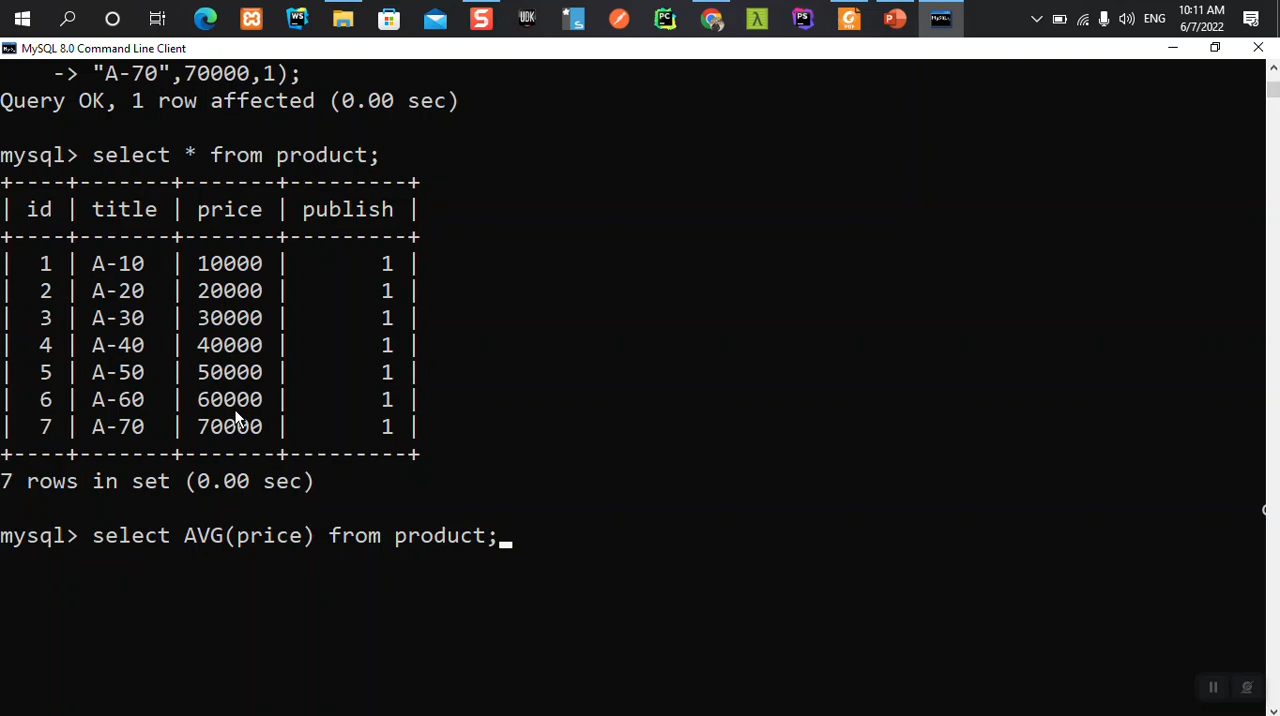 10:11 AM
ENG
6/7/2022
MySQL 8.0 Command Line Client
    -> "A-70",70000,1);
Query OK, 1 row affected (0.00 sec)
mysql> select * from product;
+----+-------+-------+---------+
| id | title | price | publish |
+----+-------+-------+---------+
|  1 | A-10  | 10000 |       1 |
|  2 | A-20  | 20000 |       1 |
|  3 | A-30  | 30000 |       1 |
|  4 | A-40  | 40000 |       1 |
|  5 | A-50  | 50000 |       1 |
|  6 | A-60  | 60000 |       1 |
|  7 | A-70  | 70000 |       1 |
+----+-------+-------+---------+
7 rows in set (0.00 sec)
mysql> select AVG(price) from product;